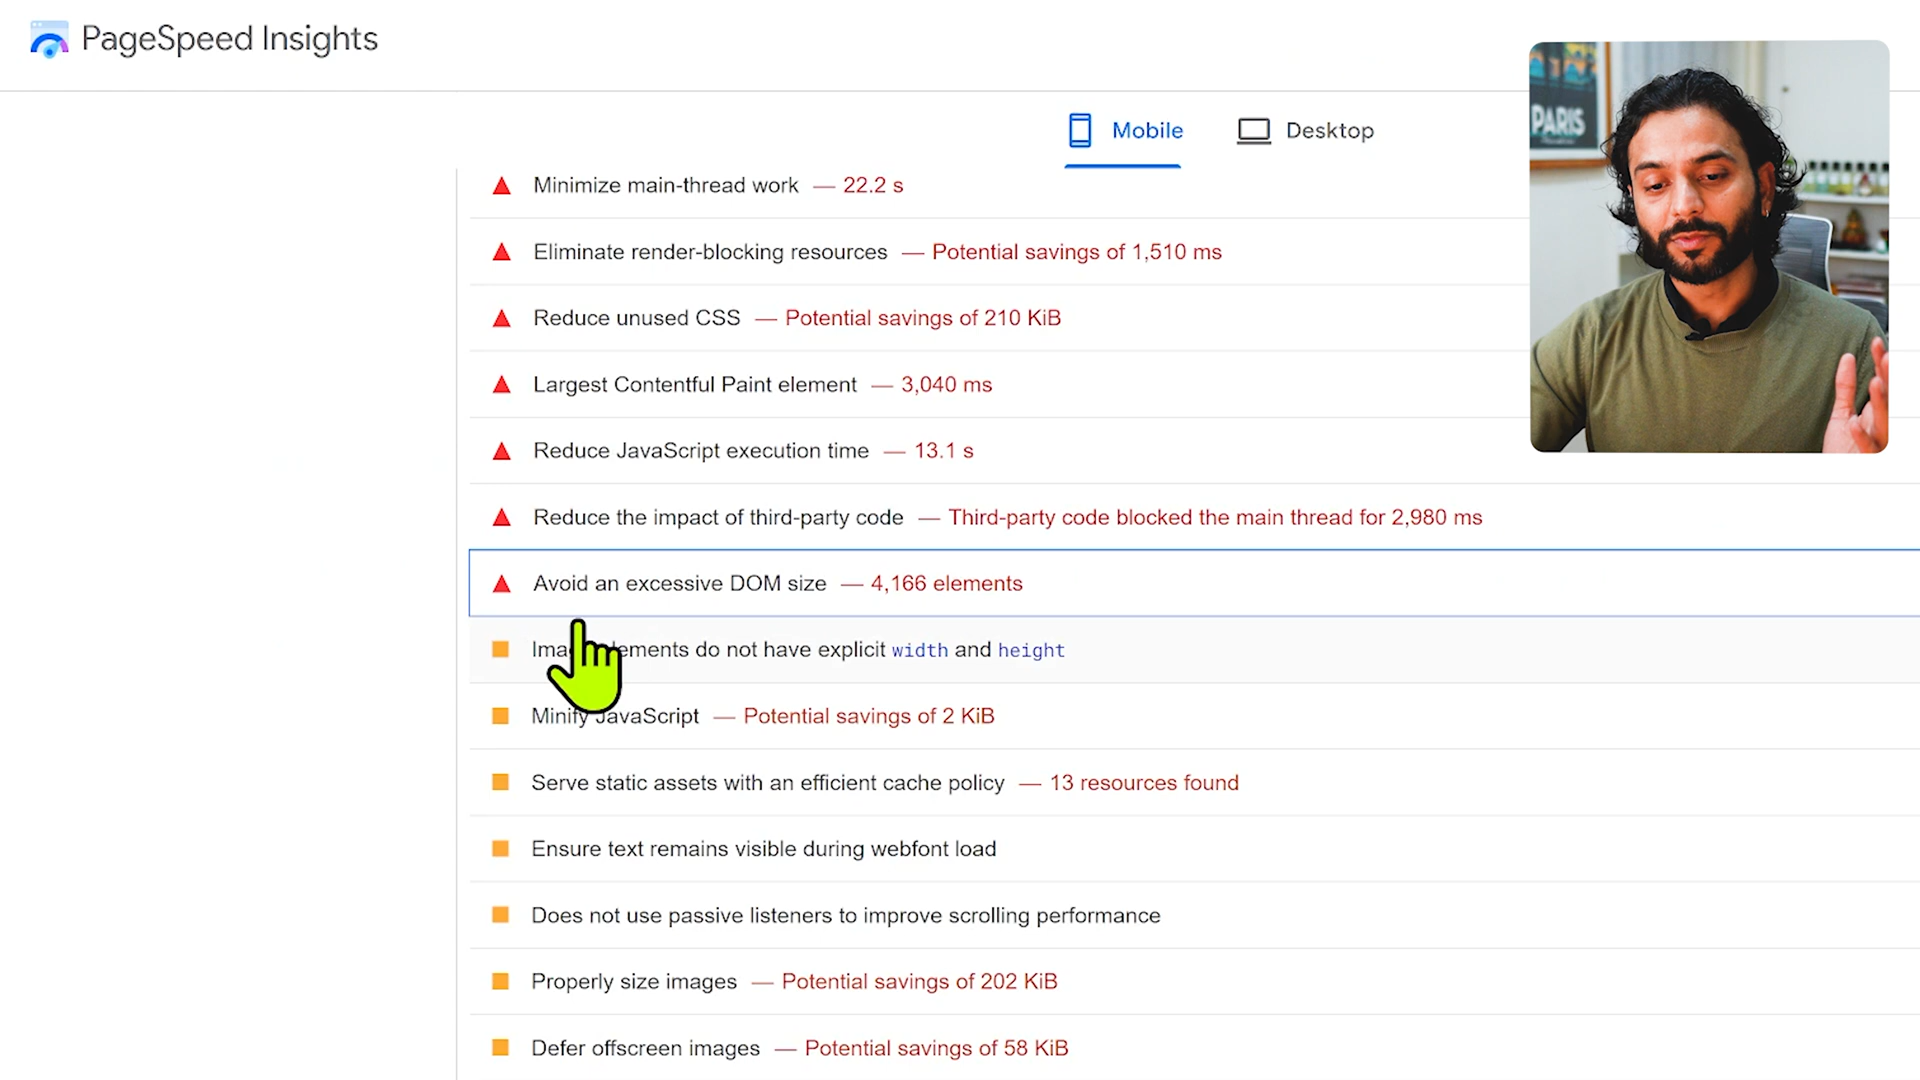 PageSpeed Insights
Mobile
Desktop
PARIS
Minimize main-thread work — 22.2 s
Eliminate render-blocking resources — Potential savings of 1,510 ms
Reduce unused CSS — Potential savings of 210 KiB
Largest Contentful Paint element — 3,040 ms
Reduce JavaScript execution time — 13.1 s
Reduce the impact of third-party code — Third-party code blocked the main thread for 2,980 ms
Avoid an excessive DOM size — 4,166 elements
Ima ements do not have explicit width and height
Minify JavaScript — Potential savings of 2 KiB
Serve static assets with an efficient cache policy — 13 resources found
Ensure text remains visible during webfont load
Does not use passive listeners to improve scrolling performance
Properly size images — Potential savings of 202 KiB
Defer offscreen images — Potential savings of 58 KiB